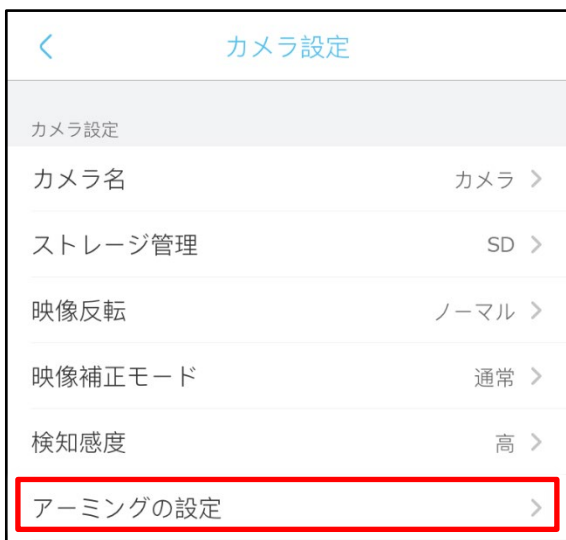 カメラ設定
カメラ設定
カメラ名 カメラ
ストレージ管理 SD
映像反転 ノーマル
映像補正モード 通常
検知感度 高
アーミングの設定